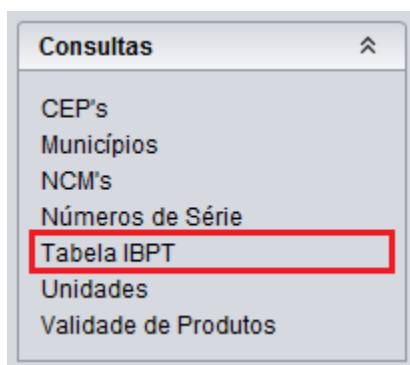 Consultas
CEP's
Municípios
NCM's
Números de Série
Tabela IBPT
Unidades
Validade de Produtos